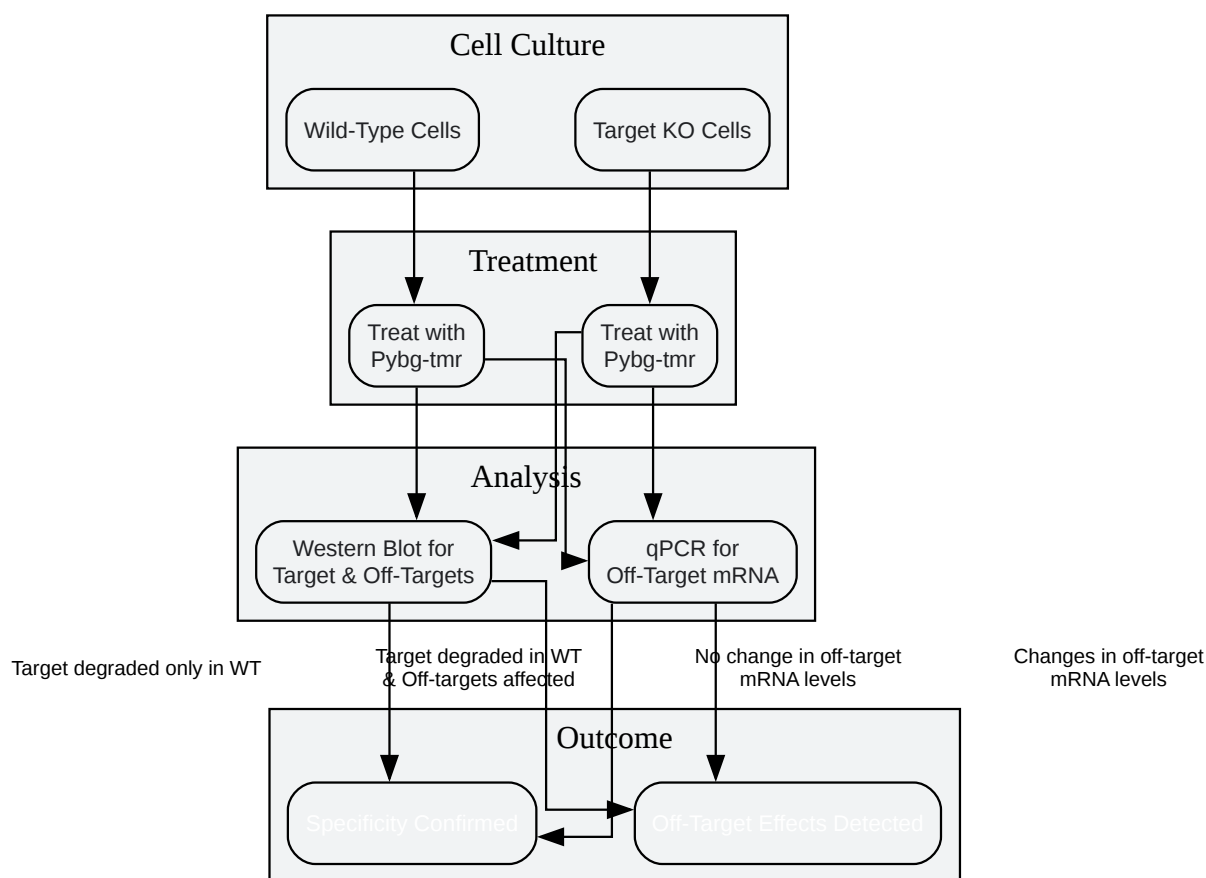 Cell Culture
Wild-Type Cells
Target KO Cells
Treatment
Treat with
Pybg-tmr
Treat with
Pybg-tmr
Analysis
Western Blot for
Target & Off-Targets
qPCR for
Off-Target mRNA
Target degraded only in WT
Target degraded in WT
& Off-targets affected
No change in off-target
mRNA levels
Changes in off-target
mRNA levels
Outcome
Specificity Confirmed
Off-Target Effects Detected